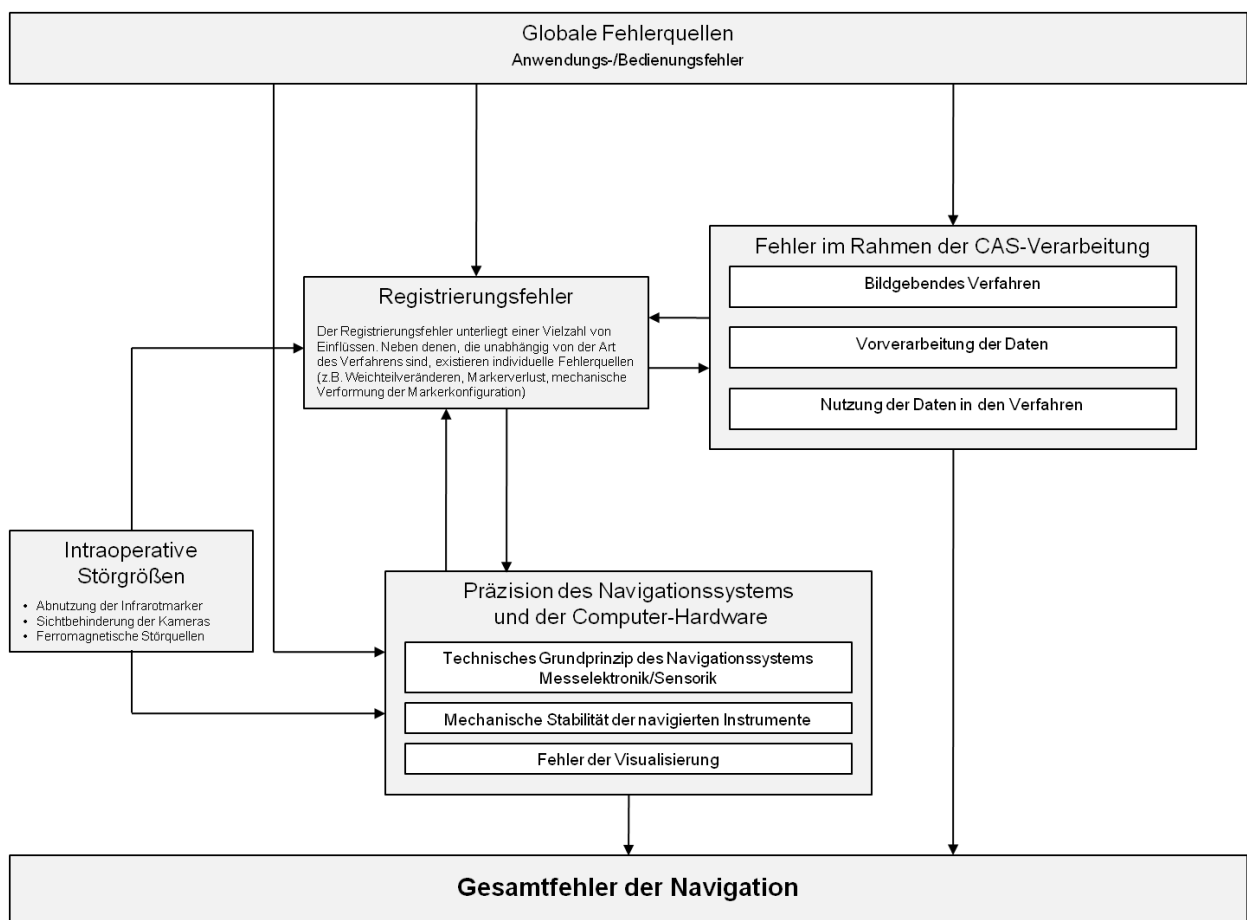 Globale Fehlerquellen
Anwendungs-/Bedienungsfehler
Fehler im Rahmen der CAS-Verarbeitung
Bildgebendes Verfahren
Vorverarbeitung der Daten
Nutzung der Daten in den Verfahren
Registrierungsfehler
Der Registrierungsfehler unterliegt einer Vielzahl von
Einflüssen. Neben denen, die unabhängig von der Art
des Verfahrens sind, existieren individuelle Fehlerquellen
(z.B. Weichteilveränderen, Markerverlust, mechanische
Verformung der Markerkonfiguration)
Intraoperative
Störgrößen
• Abnutzung der Infrarotmarker
• Sichtbehinderung der Kameras
• Ferromagnetische Störquellen
Präzision des Navigationssystems
und der Computer-Hardware
Technisches Grundprinzip des Navigationssystems
Messelektronik/Sensorik
Mechanische Stabilität der navigierten Instrumente
Fehler der Visualisierung
Gesamtfehler der Navigation